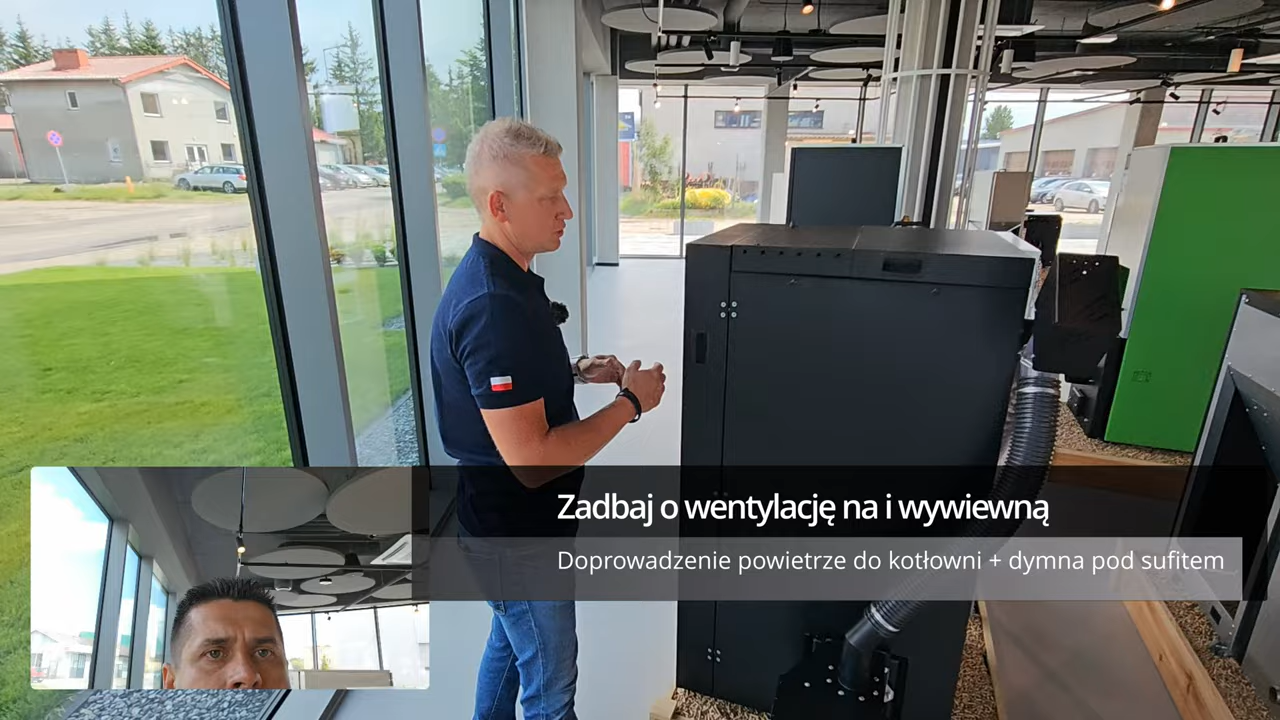 Zadbaj o wentylację na i wywiewną
Doprowadzenie powietrze do kotłowni + dymna pod sufitem